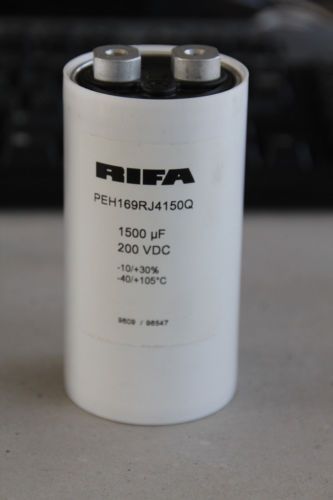 RIFA
PEH169RJ4150Q
1500 µF
200 VDC
-10/+30%
-40/+105°C
9809 / 98547